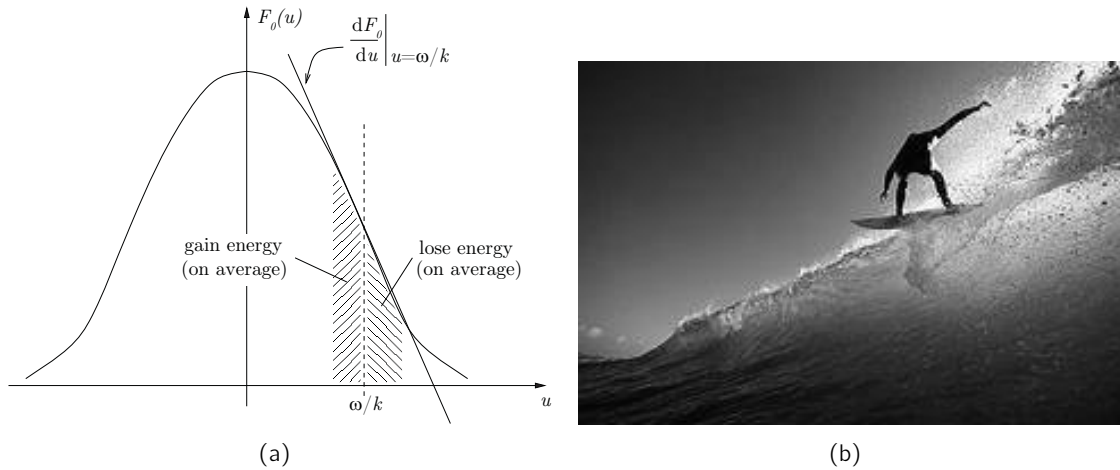 F₀(u)
dF₀
du
u=ω/k
gain energy
(on average)
lose energy
(on average)
ω/k
u
(a)
(b)